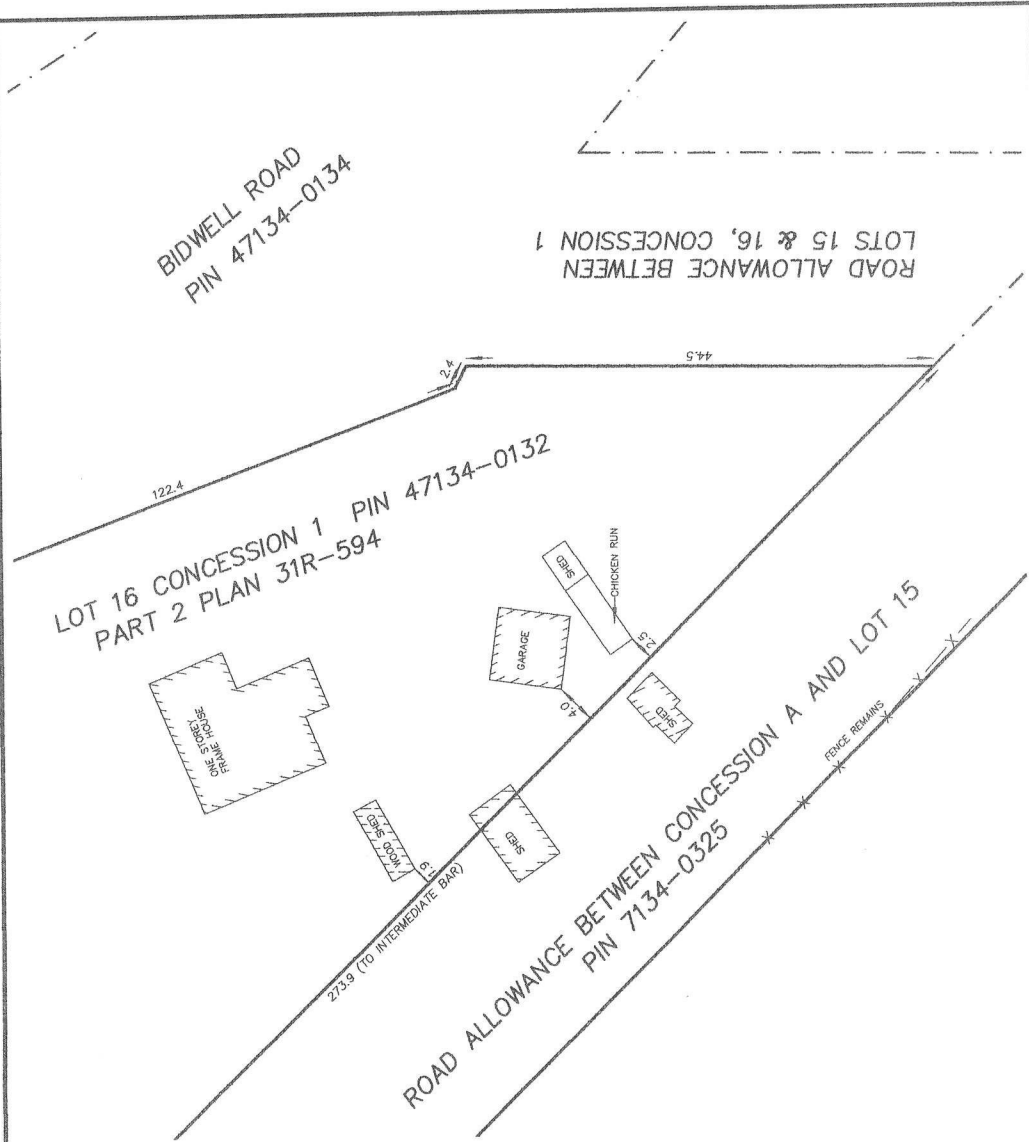 BIDWELL ROAD
PIN 47134-0134
ROAD ALLOWANCE BETWEEN
LOTS 15 & 16, CONCESSION 1
2.4
44.5
122.4
LOT 16 CONCESSION 1 PIN 47134-0132
PART 2 PLAN 31R-594
SHED
CHICKEN RUN
GARAGE
2.5
4.0
ONE STOREY
FRAME HOUSE
SHED
WOOD SHED
SHED
1.9
273.9 (TO INTERMEDIATE BAR)
FENCE REMAINS
ROAD ALLOWANCE BETWEEN CONCESSION A AND LOT 15
PIN 7134-0325